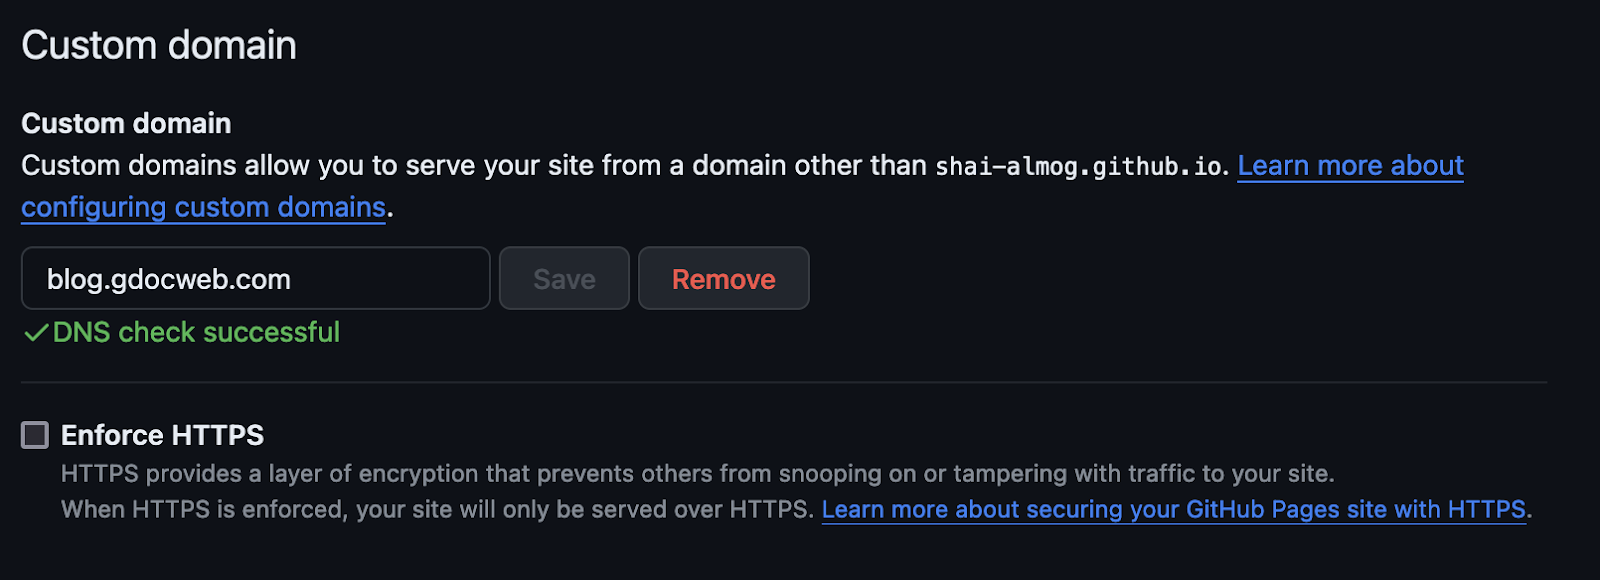 Custom domain
Custom domain
Custom domains allow you to serve your site from a domain other than shai-almog.github.io. Learn more about
configuring custom domains.
blog.gdocweb.com Save Remove
✓DNS check successful
Enforce HTTPS
HTTPS provides a layer of encryption that prevents others from snooping on or tampering with traffic to your site.
When HTTPS is enforced, your site will only be served over HTTPS. Learn more about securing your GitHub Pages site with HTTPS.